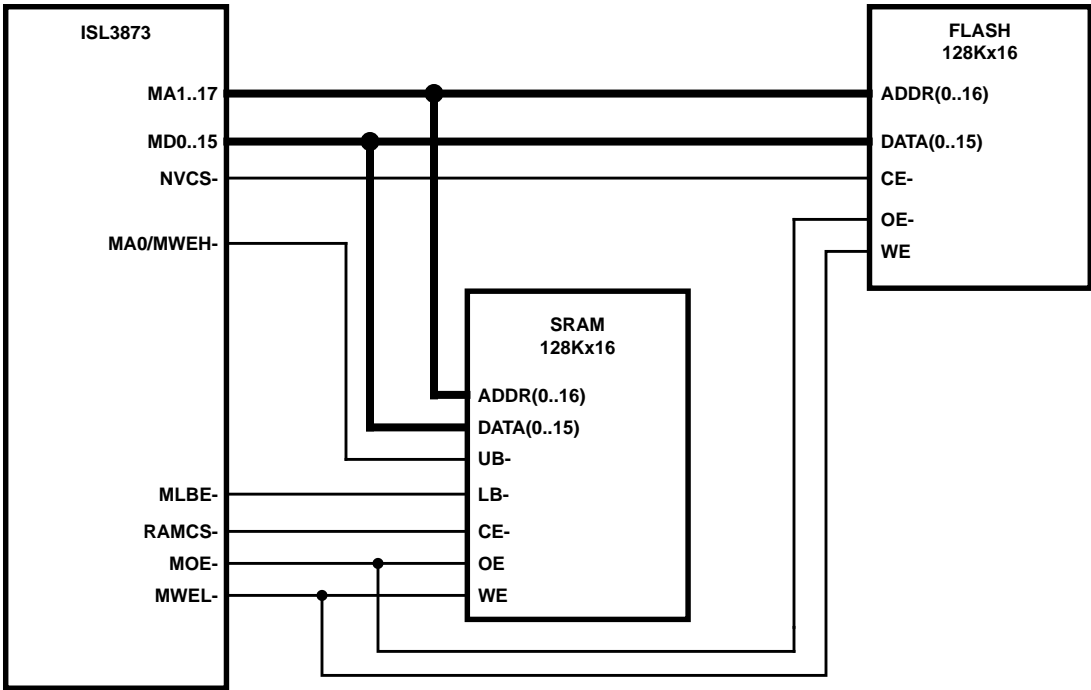 ISL3873
MA1..17
MD0..15
NVCS-
MA0/MWEH-
MLBE-
RAMCS-
MOE-
MWEL-
SRAM
128Kx16
ADDR(0..16)
DATA(0..15)
UB-
LB-
CE-
OE
WE
FLASH
128Kx16
ADDR(0..16)
DATA(0..15)
CE-
OE-
WE